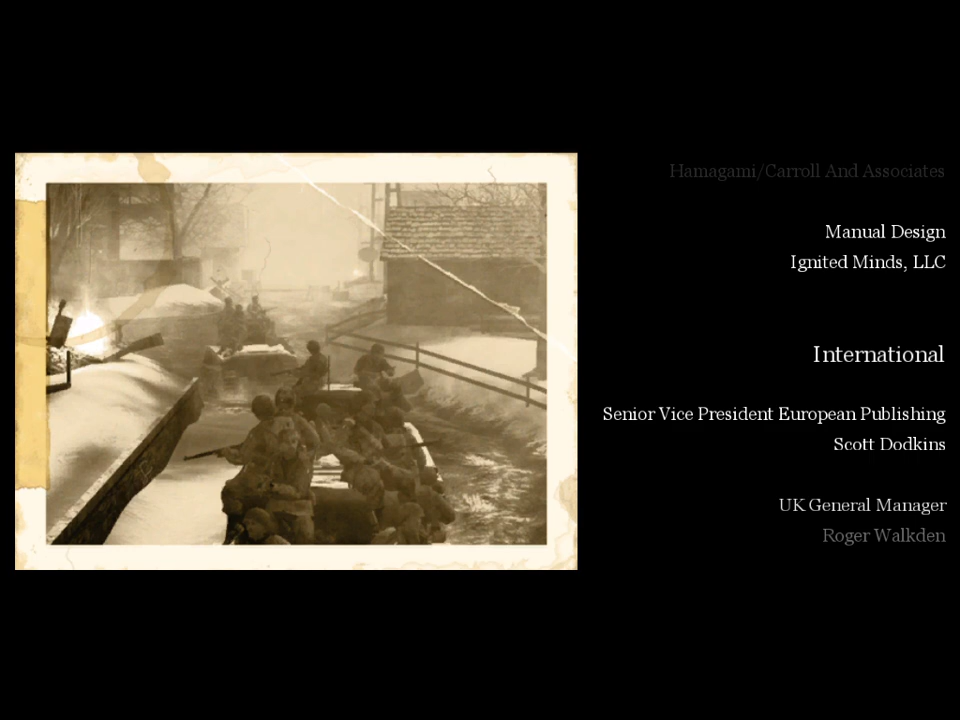 Hamagami/Carroll And Associates
Manual Design
Ignited Minds, LLC
International
Senior Vice President European Publishing
Scott Dodkins
UK General Manager
Roger Walkden